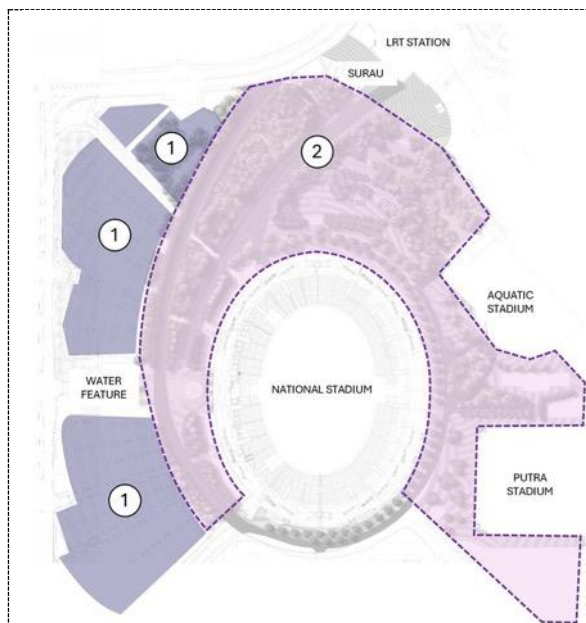 LRT STATION
SURAU
1
2
1
AQUATIC
STADIUM
WATER
FEATURE
NATIONAL STADIUM
PUTRA
STADIUM
1